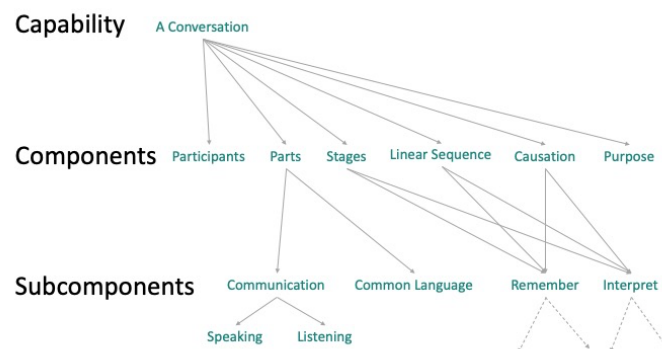 Capability A Conversation
Components Participants Parts Stages Linear Sequence Causation Purpose
Subcomponents Communication Common Language Remember Interpret
Speaking Listening